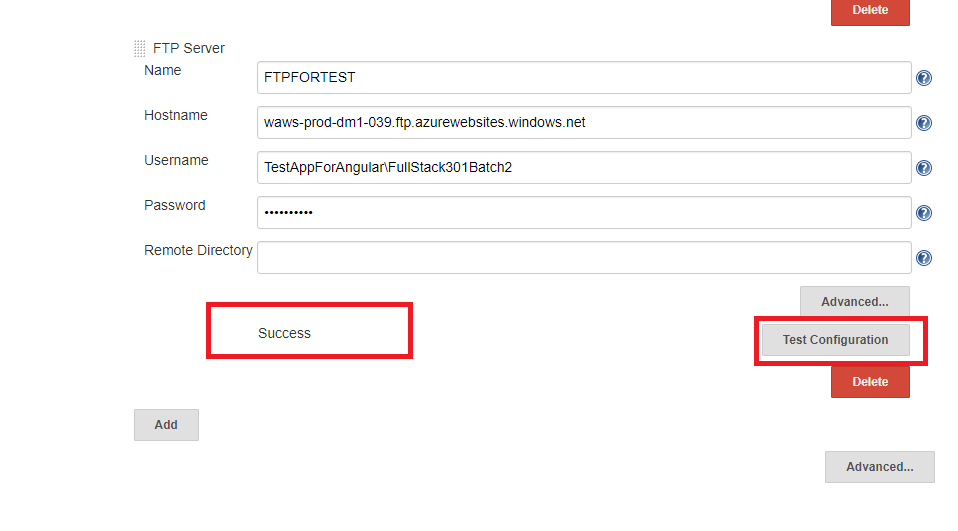 Delete
FTP Server
Name
FTPFORTEST
Hostname
waws-prod-dm1-039.ftp.azurewebsites.windows.net
Username
TestAppForAngular\FullStack301Batch2
Password
••••••••••
Remote Directory
Advanced...
Success
Test Configuration
Delete
Add
Advanced...